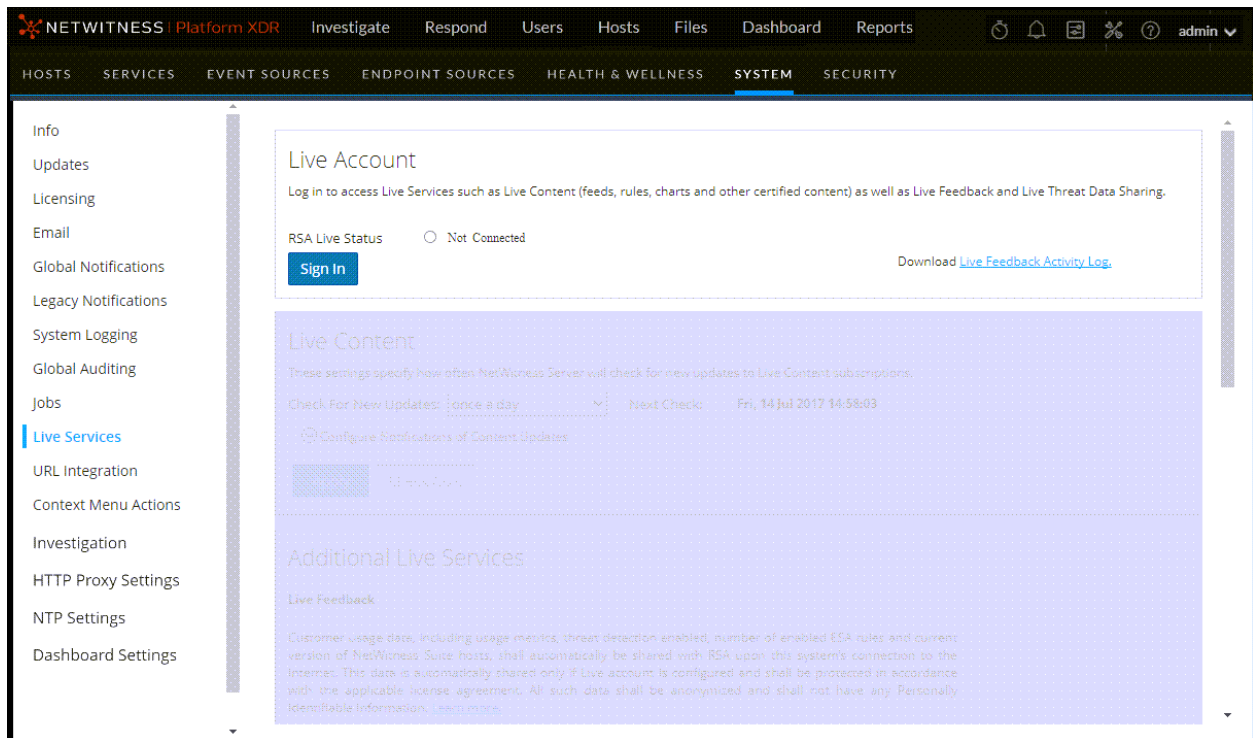 NETWITNESS Platform XDR Investigate Respond Users Hosts Files Dashboard Reports admin
HOSTS SERVICES EVENT SOURCES ENDPOINT SOURCES HEALTH & WELLNESS SYSTEM SECURITY
Info
Updates
Licensing
Email
Global Notifications
Legacy Notifications
System Logging
Global Auditing
Jobs
Live Services
URL Integration
Context Menu Actions
Investigation
HTTP Proxy Settings
NTP Settings
Dashboard Settings
Live Account
Log in to access Live Services such as Live Content (feeds, rules, charts and other certified content) as well as Live Feedback and Live Threat Data Sharing.
RSA Live Status Not Connected
Sign In
Download Live Feedback Activity Log.
Live Content
These settings specify how often NetWitness Server will check for new updates to Live Content subscriptions.
Check For New Updates: once a day Next Check: Fri, 14 Jul 2017 14:58:03
Configure Notifications of Content Updates
Additional Live Services
Live Feedback
Customer usage data, including usage metrics, threat detection enabled, number of enabled ESA rules and current
version of NetWitness Suite hosts, shall automatically be shared with RSA upon this system's connection to the
Internet. This data is automatically shared only if Live account is configured and shall be protected in accordance
with the applicable license agreement. All such data shall be anonymized and shall not have any Personally
Identifiable Information. Learn more